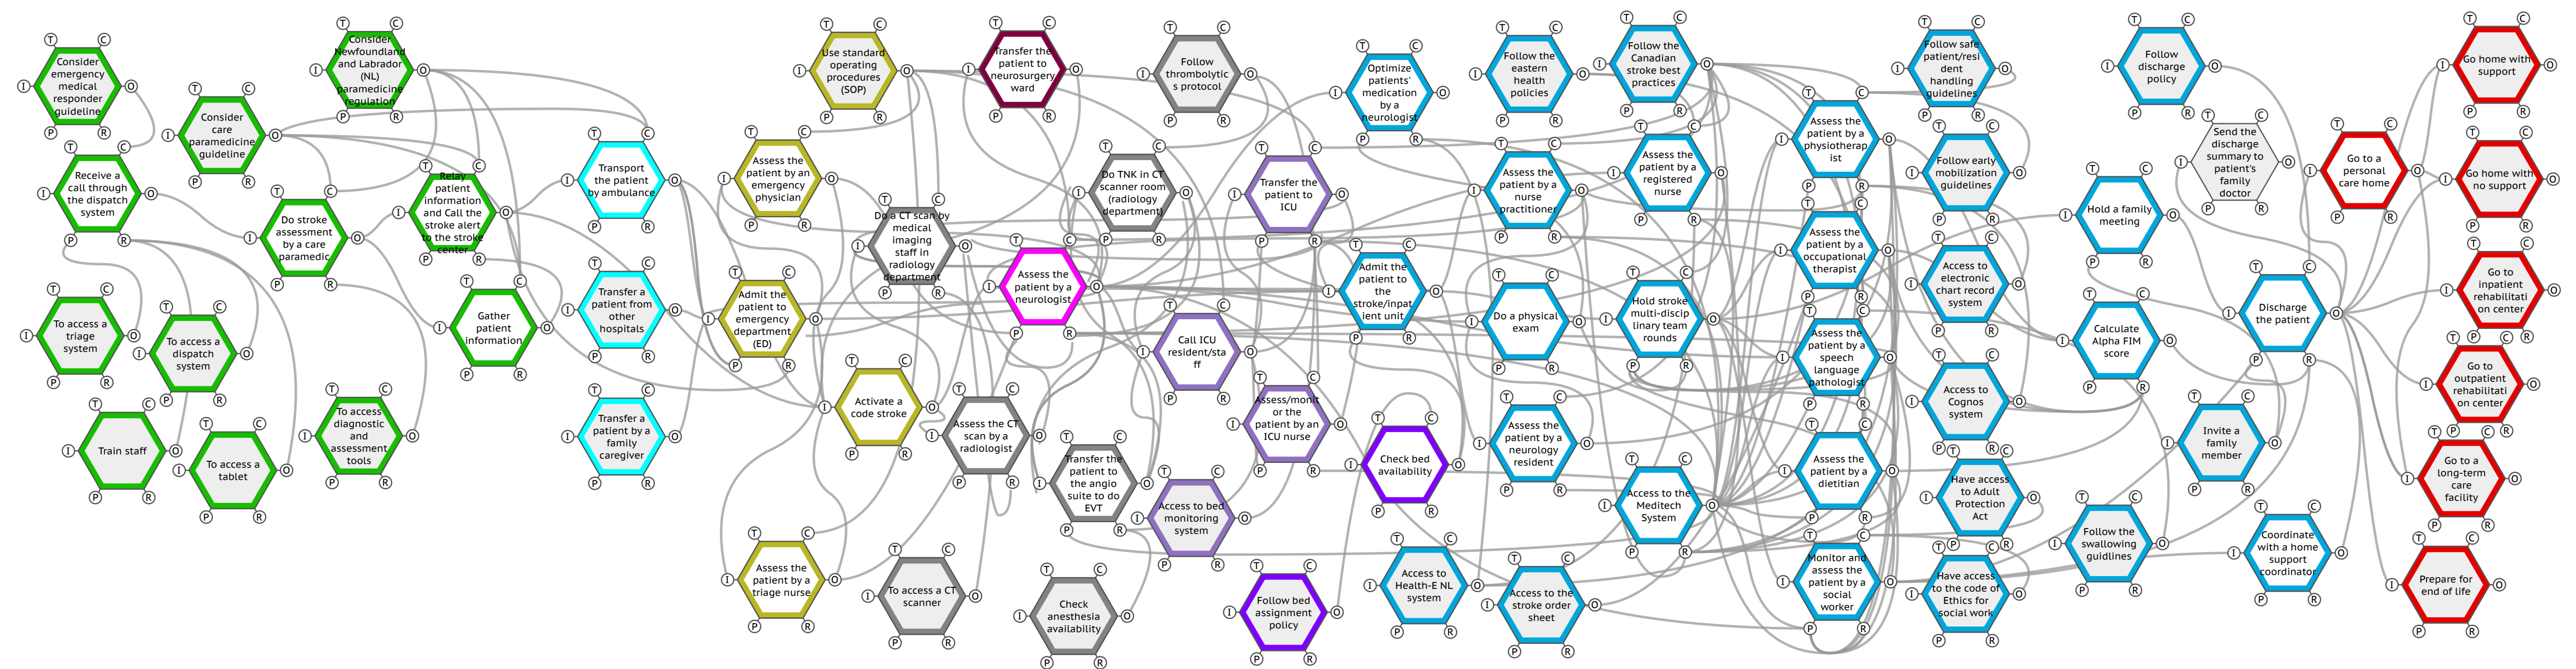 Consider
emergency
medical
responder
guideline
Receive a
call through
the dispatch
system
To access a
triage
system
Train staff
Consider
care
paramedicine
guideline
To access a
dispatch
system
To access a
tablet
Consider
Newfoundland
and Labrador
(NL)
paramedicine
regulation
Do stroke
assessment
by a care
paramedic
To access
diagnostic
and
assessment
tools
Relay
patient
information
and Call the
stroke alert
to the stroke
center
Gather
patient
information
Transport
the patient
by ambulance
Transfer a
patient from
other
hospitals
Transfer a
patient by a
family
caregiver
Use standard
operating
procedures
(SOP)
Assess the
patient by an
emergency
physician
Admit the
patient to
emergency
department
(ED)
Activate a
code stroke
Assess the
patient by a
triage nurse
Transfer the
patient to
neurosurgery
ward
Do a CT scan by
medical
imaging
staff in
radiology
department
Assess the
patient by a
neurologist
Assess the CT
scan by a
radiologist
To access a CT
scanner
Follow
thrombolytic
s protocol
Do TNK in CT
scanner room
(radiology
department)
Transfer the
patient to
the angio
suite to do
EVT
Check
anesthesia
availability
Transfer the
patient to
ICU
Call ICU
resident/sta
ff
Assess/monit
or the
patient by an
ICU nurse
Access to bed
monitoring
system
Follow bed
assignment
policy
Optimize
patients'
medication
by a
neurologist
Admit the
patient to
the
stroke/inpat
ient unit
Check bed
availability
Access to
Health-E NL
system
Follow the
eastern
health
policies
Assess the
patient by a
nurse
practitioner
Do a physical
exam
Assess the
patient by a
neurology
resident
Access to the
stroke order
sheet
Follow the
Canadian
stroke best
practices
Assess the
patient by a
registered
nurse
Hold stroke
multi-discip
linary team
rounds
Access to the
Meditech
System
Assess the
patient by a
physiotherap
ist
Assess the
patient by a
occupational
therapist
Assess the
patient by a
speech
language
pathologist
Assess the
patient by a
dietitian
Monitor and
assess the
patient by a
social
worker
Follow safe
patient/resi
dent
handling
guidelines
Follow early
mobilization
guidelines
Access to
electronic
chart record
system
Access to
Cognos
system
Have access
to Adult
Protection
Act
Have access
to the code of
Ethics for
social work
Follow
discharge
policy
Hold a family
meeting
Calculate
Alpha FIM
score
Follow the
swallowing
guidlines
Send the
discharge
summary to
patient's
family
doctor
Discharge
the patient
Invite a
family
member
Coordinate
with a home
support
coordinator
Go to a
personal
care home
Go home with
support
Go home with
no support
Go to
inpatient
rehabilitati
on center
Go to
outpatient
rehabilitati
on center
Go to a
long-term
care
facility
Prepare for
end of life